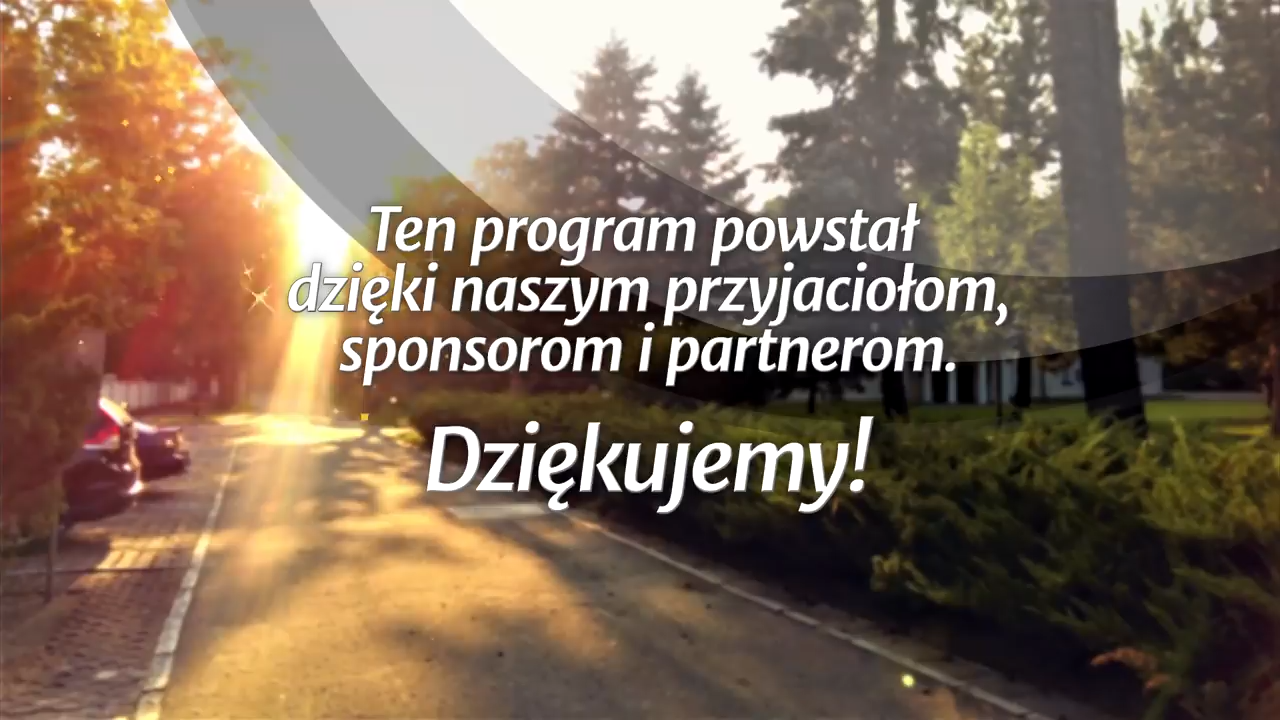 Ten program powstał
dzięki naszym przyjaciołom,
sponsorom i partnerom.
Dziękujemy!